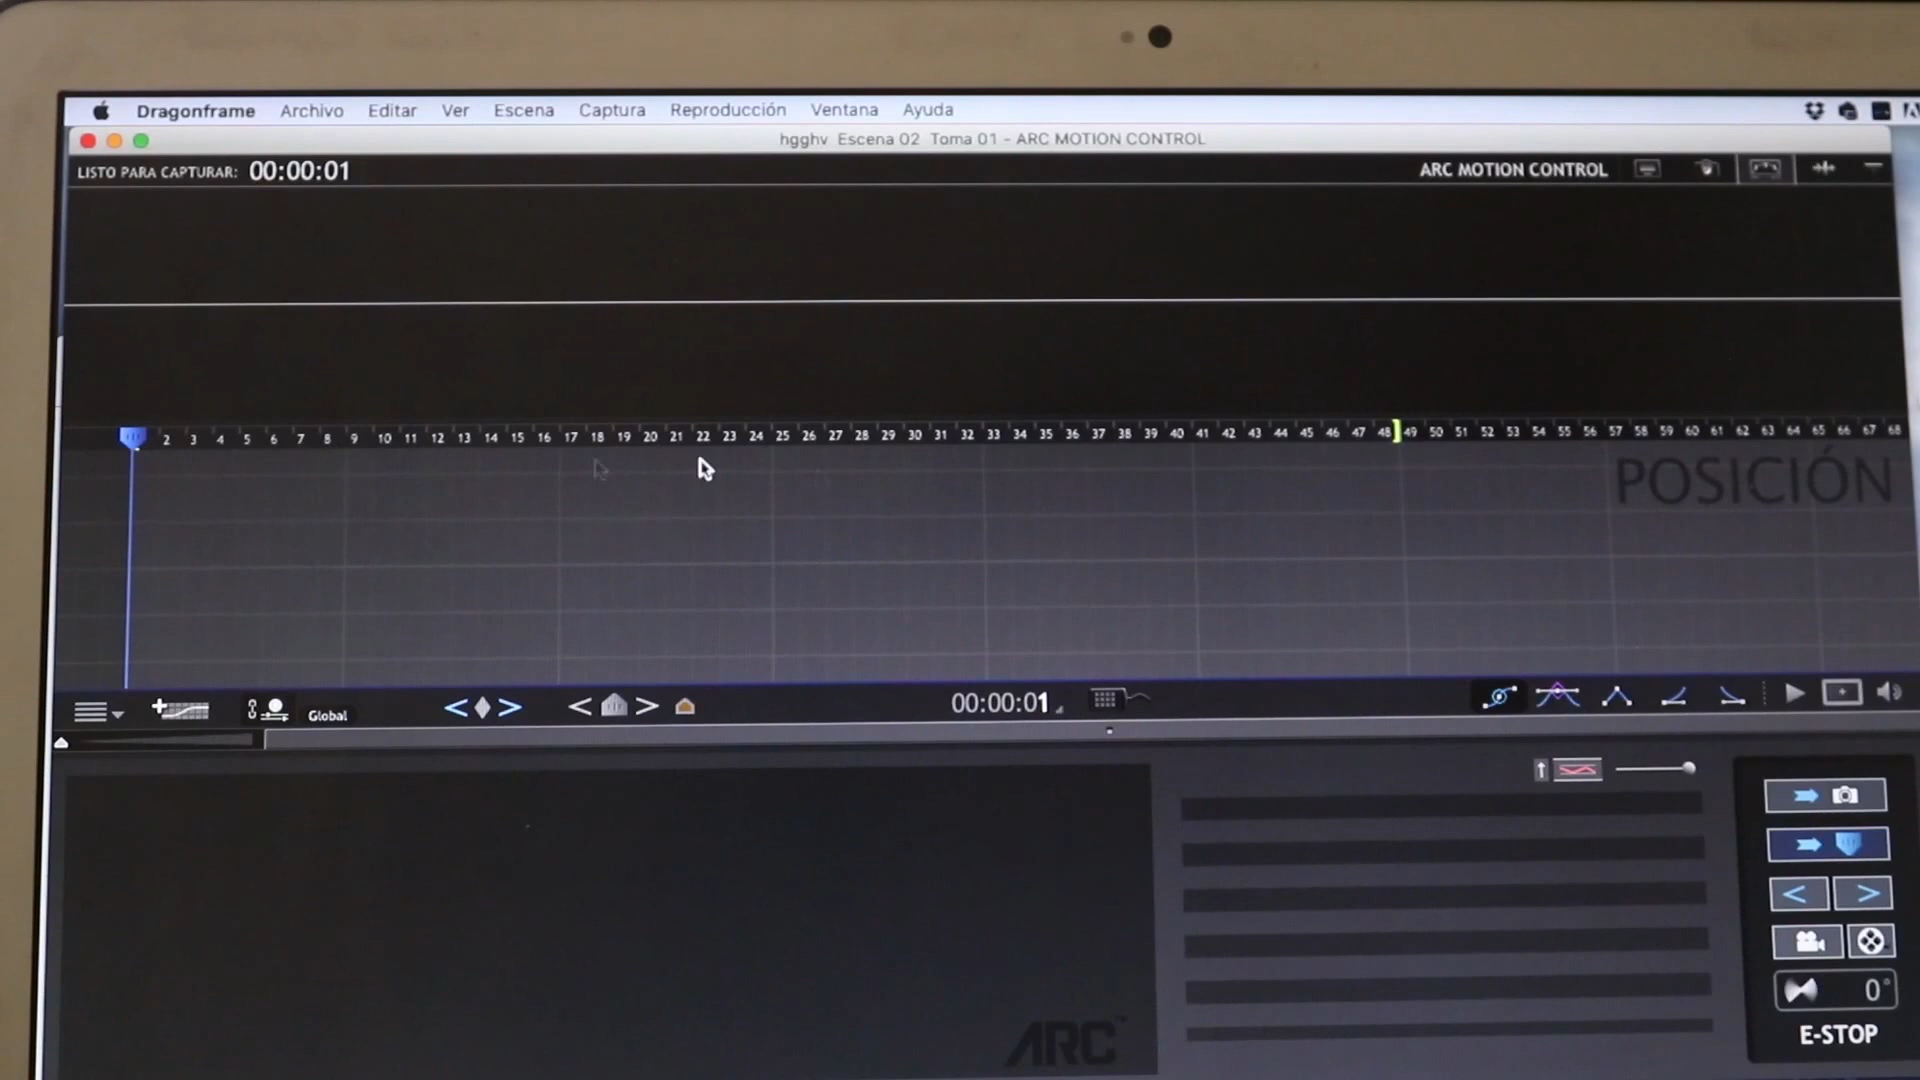 Dragonframe Archivo Editar Ver Escena Captura Reproducción Ventana Ayuda
hgghv Escena 02 Toma 01 - ARC MOTION CONTROL
LISTO PARA CAPTURAR: 00:00:01 ARC MOTION CONTROL
2 3 4 5 6 7 8 9 10 11 12 13 14 15 16 17 18 19 20 21 22 23 24 25 26 27 28 29 30 31 32 33 34 35 36 37 38 39 40 41 42 43 44 45 46 47 48 49 50 51 52 53 54 55 56 57 58 59 60 61 62 63 64 65 66 67 68
POSICIÓN
Global 00:00:01
0°
E-STOP
ARC™